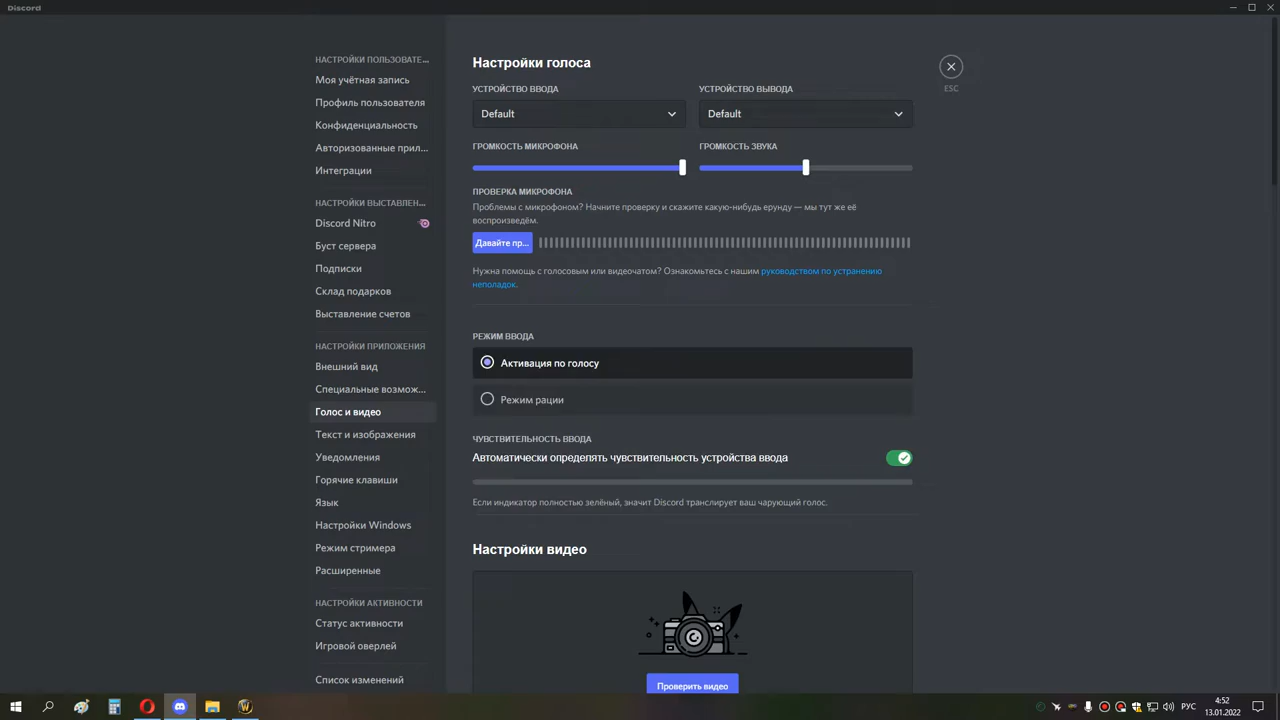 Discord
НАСТРОЙКИ ПОЛЬЗОВАТЕ...
Моя учётная запись
Профиль пользователя
Конфиденциальность
Авторизованные прил...
Интеграции
НАСТРОЙКИ ВЫСТАВЛЕН...
Discord Nitro
Буст сервера
Подписки
Склад подарков
Выставление счетов
НАСТРОЙКИ ПРИЛОЖЕНИЯ
Внешний вид
Специальные возмож...
Голос и видео
Текст и изображения
Уведомления
Горячие клавиши
Язык
Настройки Windows
Режим стримера
Расширенные
НАСТРОЙКИ АКТИВНОСТИ
Статус активности
Игровой оверлей
Список изменений
Настройки голоса
УСТРОЙСТВО ВВОДА
УСТРОЙСТВО ВЫВОДА
Default
Default
ГРОМКОСТЬ МИКРОФОНА
ГРОМКОСТЬ ЗВУКА
ПРОВЕРКА МИКРОФОНА
Проблемы с микрофоном? Начните проверку и скажите какую-нибудь ерунду — мы тут же её
воспроизведём.
Давайте пр...
Нужна помощь с голосовым или видеочатом? Ознакомьтесь с нашим руководством по устранению
неполадок.
РЕЖИМ ВВОДА
Активация по голосу
Режим рации
ЧУВСТВИТЕЛЬНОСТЬ ВВОДА
Автоматически определять чувствительность устройства ввода
Если индикатор полностью зелёный, значит Discord транслирует ваш чарующий голос.
Настройки видео
Проверить видео
ESC
РУС
4:52
13.01.2022